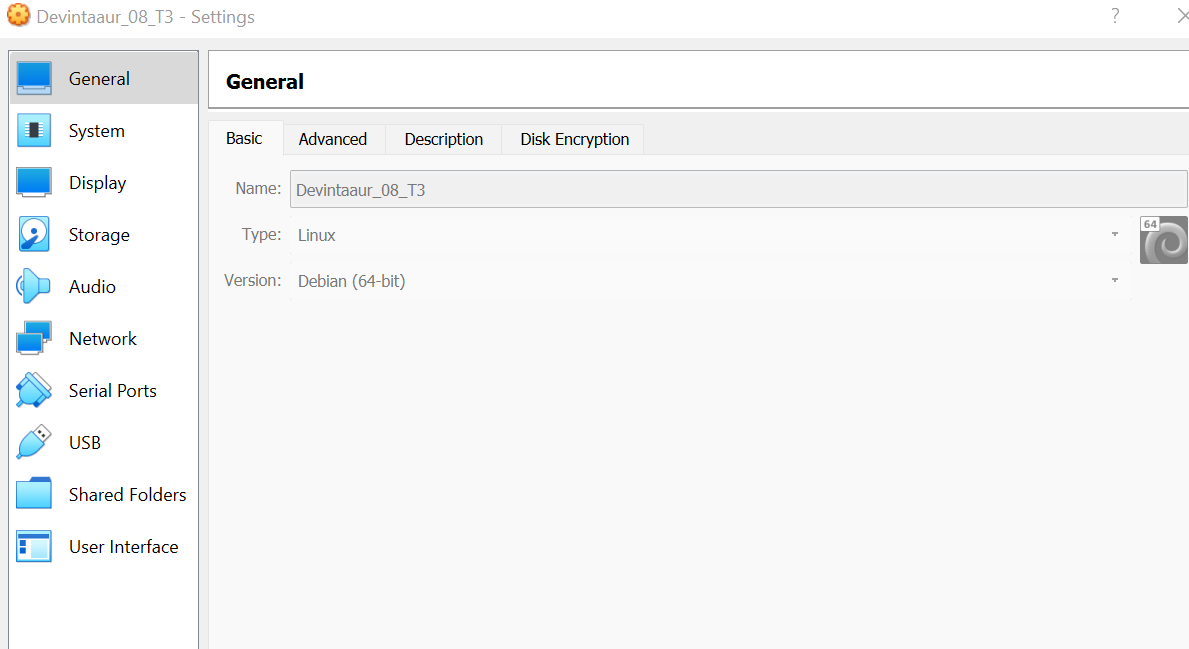 Devintaaur_08_T3 - Settings
?
General
System
Display
Storage
Audio
Network
Serial Ports
USB
Shared Folders
User Interface
General
Basic
Advanced
Description
Disk Encryption
Name: Devintaaur_08_T3
Type: Linux
64
Version: Debian (64-bit)